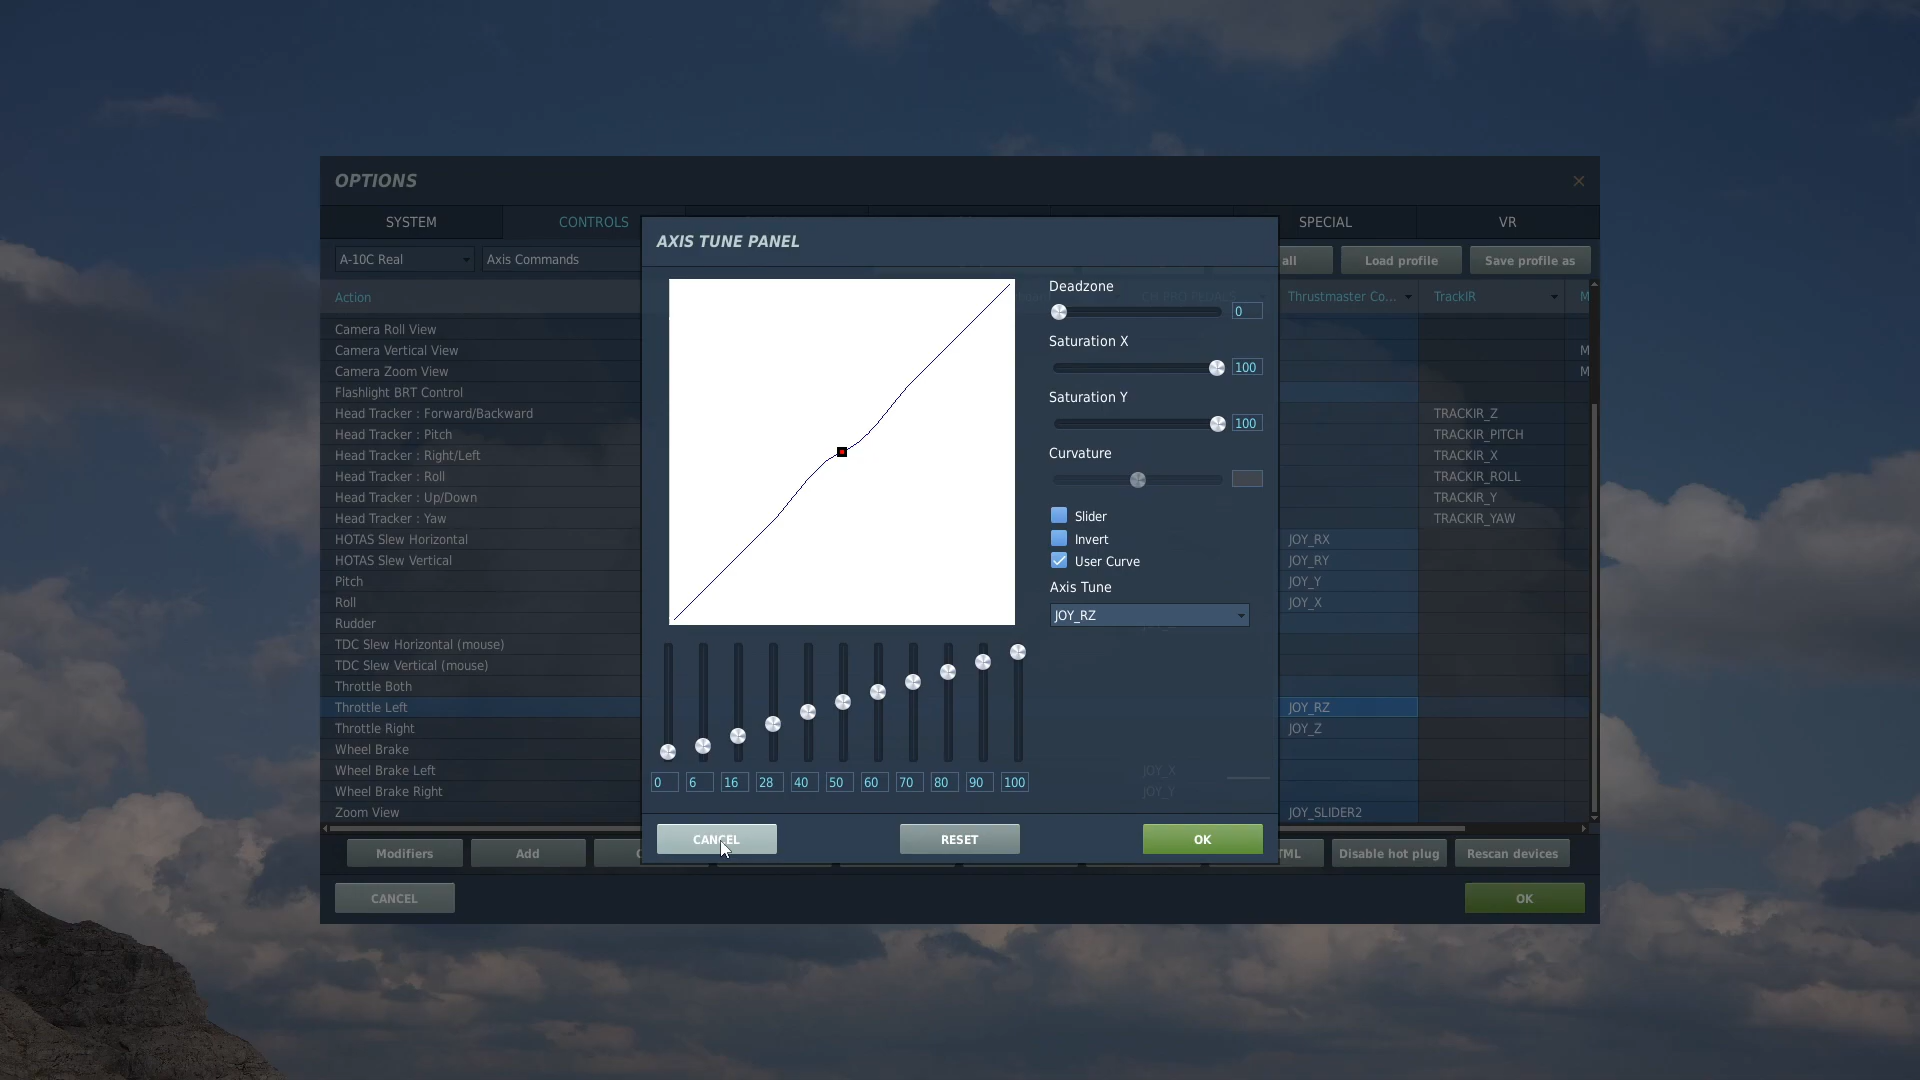 OPTIONS
×
SYSTEM
CONTROLS
SPECIAL
VR
AXIS TUNE PANEL
A-10C Real
Axis Commands
all
Load profile
Save profile as
Action
Thrustmaster Co...
TrackIR
M
Deadzone
0
Saturation X
100
Saturation Y
100
Curvature
Slider
Invert
User Curve
Axis Tune
JOY_RZ
Camera Roll View
Camera Vertical View
M
Camera Zoom View
M
Flashlight BRT Control
Head Tracker : Forward/Backward
TRACKIR_Z
Head Tracker : Pitch
TRACKIR_PITCH
Head Tracker : Right/Left
TRACKIR_X
Head Tracker : Roll
TRACKIR_ROLL
Head Tracker : Up/Down
TRACKIR_Y
Head Tracker : Yaw
TRACKIR_YAW
HOTAS Slew Horizontal
JOY_RX
HOTAS Slew Vertical
JOY_RY
Pitch
JOY_Y
Roll
JOY_X
Rudder
TDC Slew Horizontal (mouse)
TDC Slew Vertical (mouse)
Throttle Both
Throttle Left
JOY_RZ
Throttle Right
JOY_Z
Wheel Brake
Wheel Brake Left
JOY_X
Wheel Brake Right
JOY_Y
Zoom View
JOY_SLIDER2
0
6
16
28
40
50
60
70
80
90
100
CANCEL
RESET
OK
Modifiers
Add
Disable hot plug
Rescan devices
CANCEL
OK